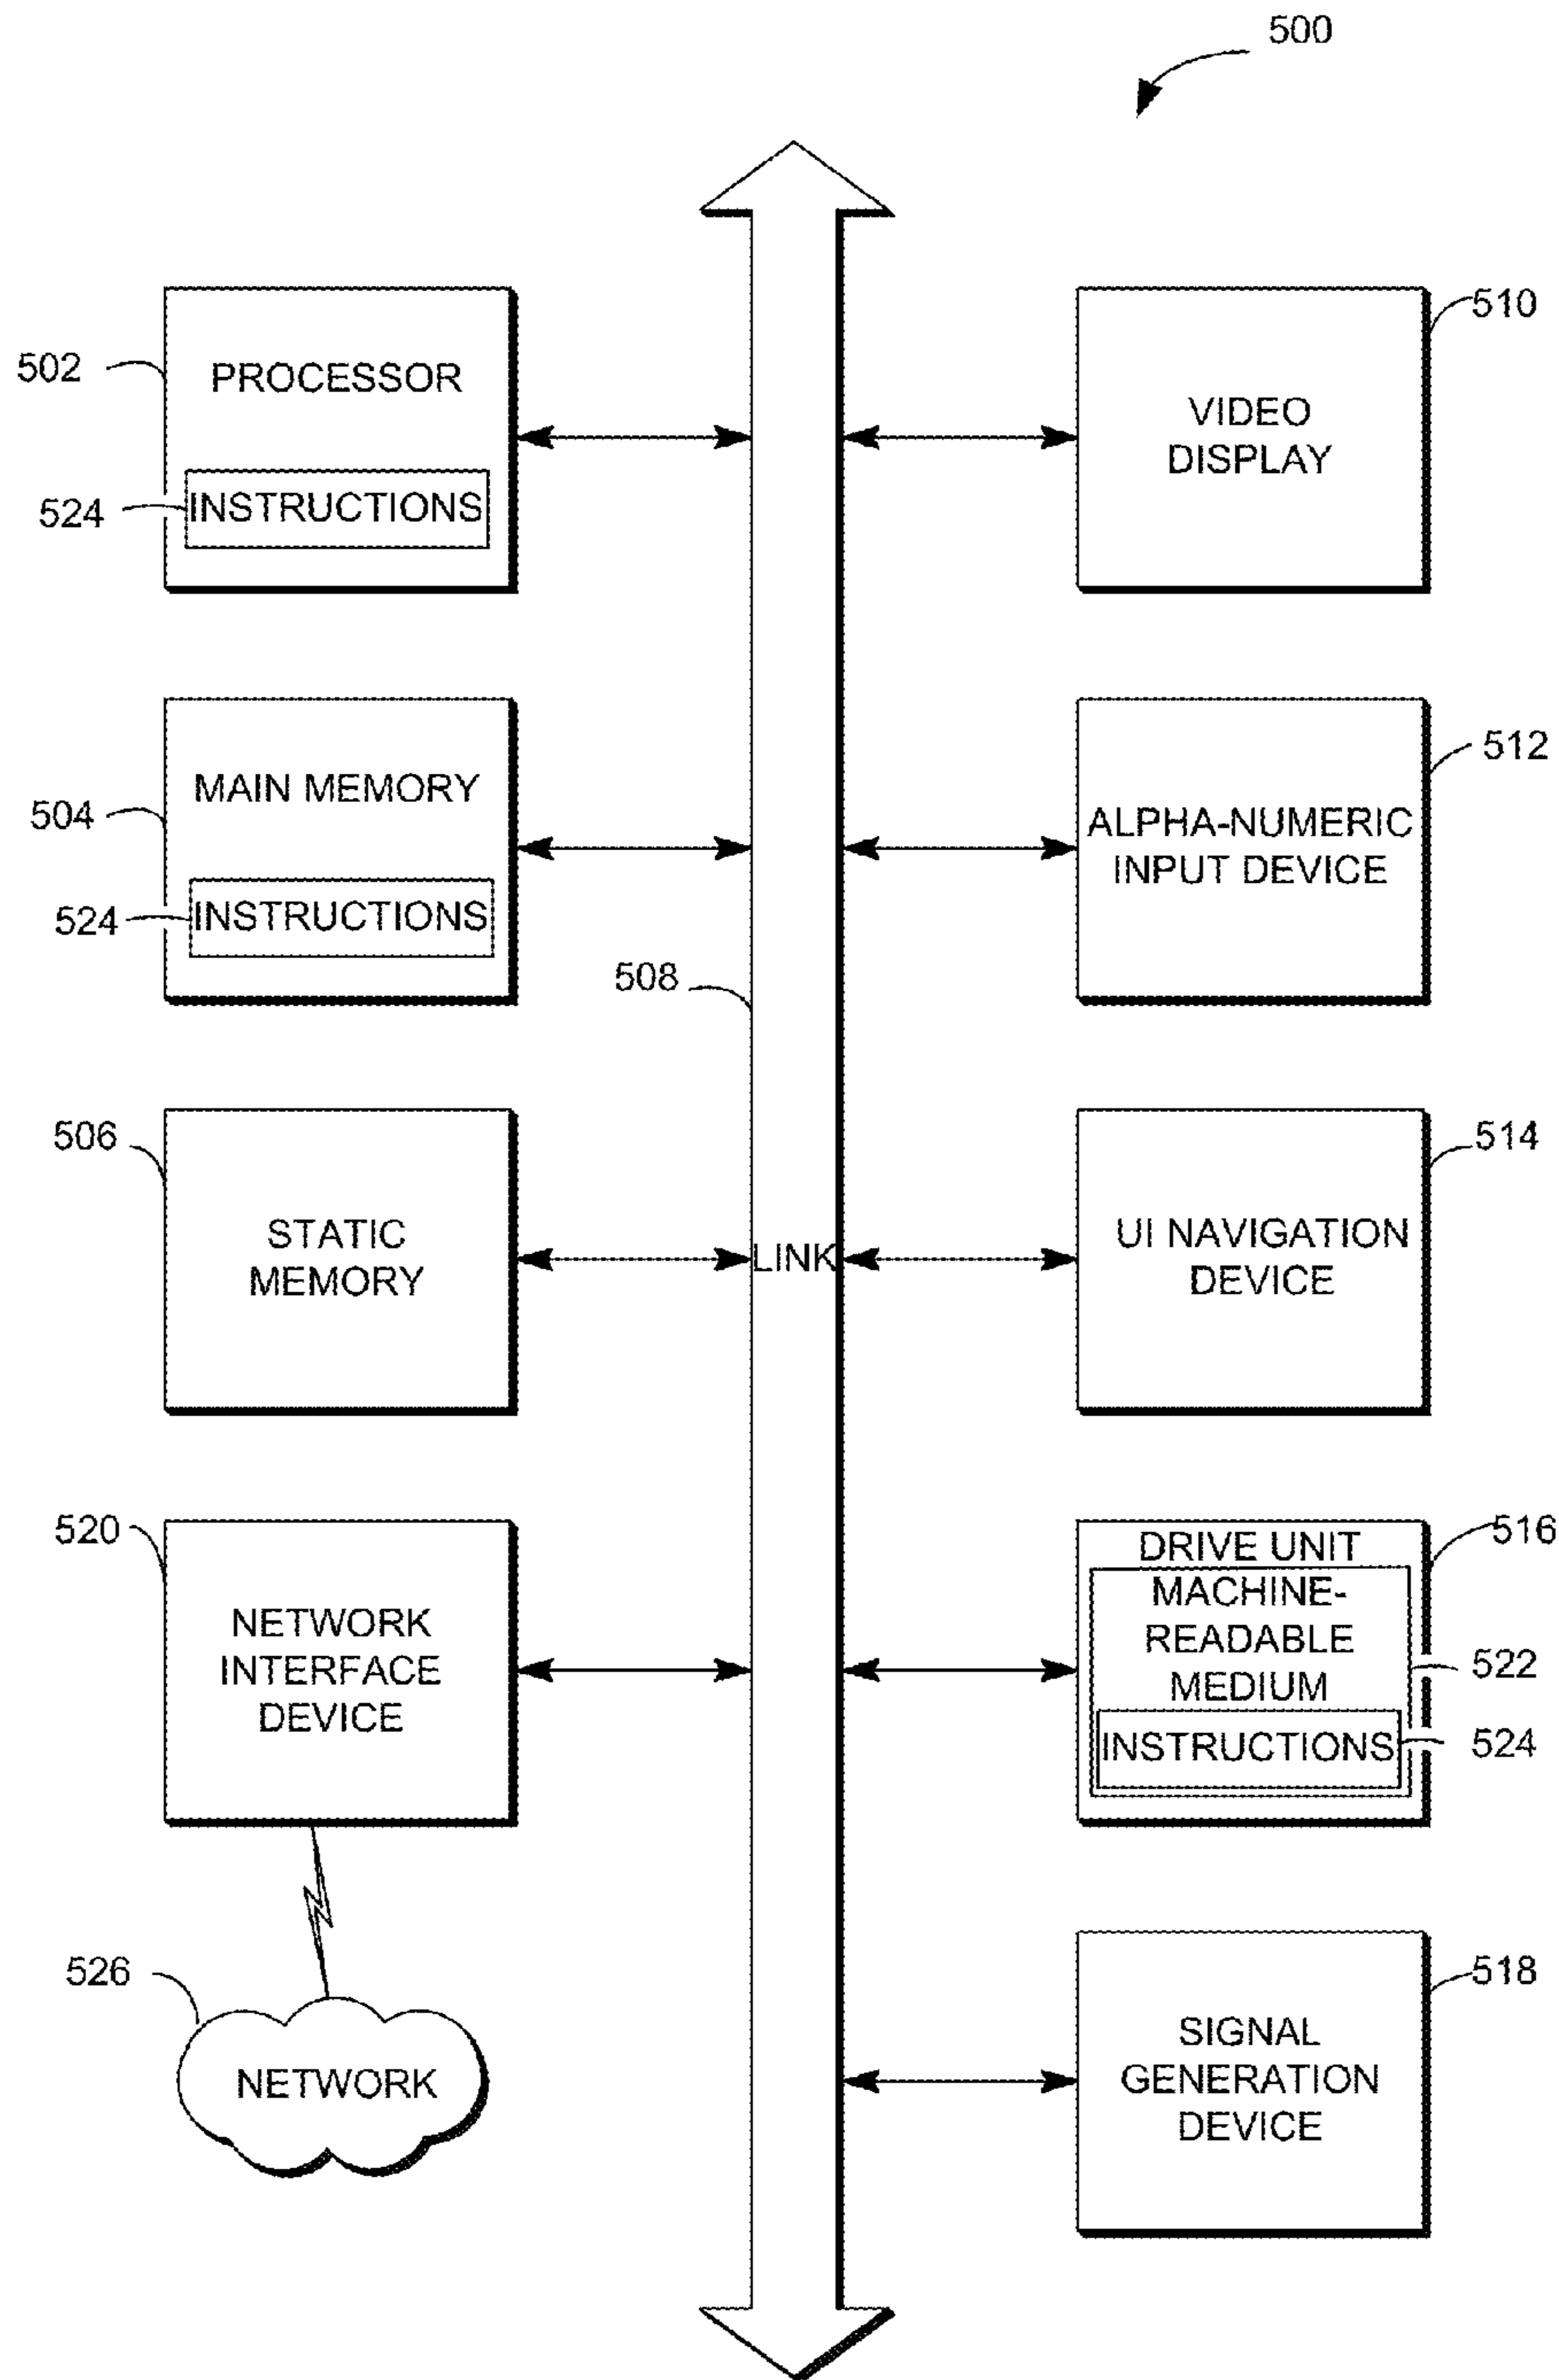 500
502
PROCESSOR
524
INSTRUCTIONS
510
VIDEO
DISPLAY
504
MAIN MEMORY
524
INSTRUCTIONS
512
ALPHA-NUMERIC
INPUT DEVICE
508
LINK
506
STATIC
MEMORY
514
UI NAVIGATION
DEVICE
520
NETWORK
INTERFACE
DEVICE
516
DRIVE UNIT
MACHINE-
READABLE
MEDIUM
522
INSTRUCTIONS
524
526
NETWORK
518
SIGNAL
GENERATION
DEVICE